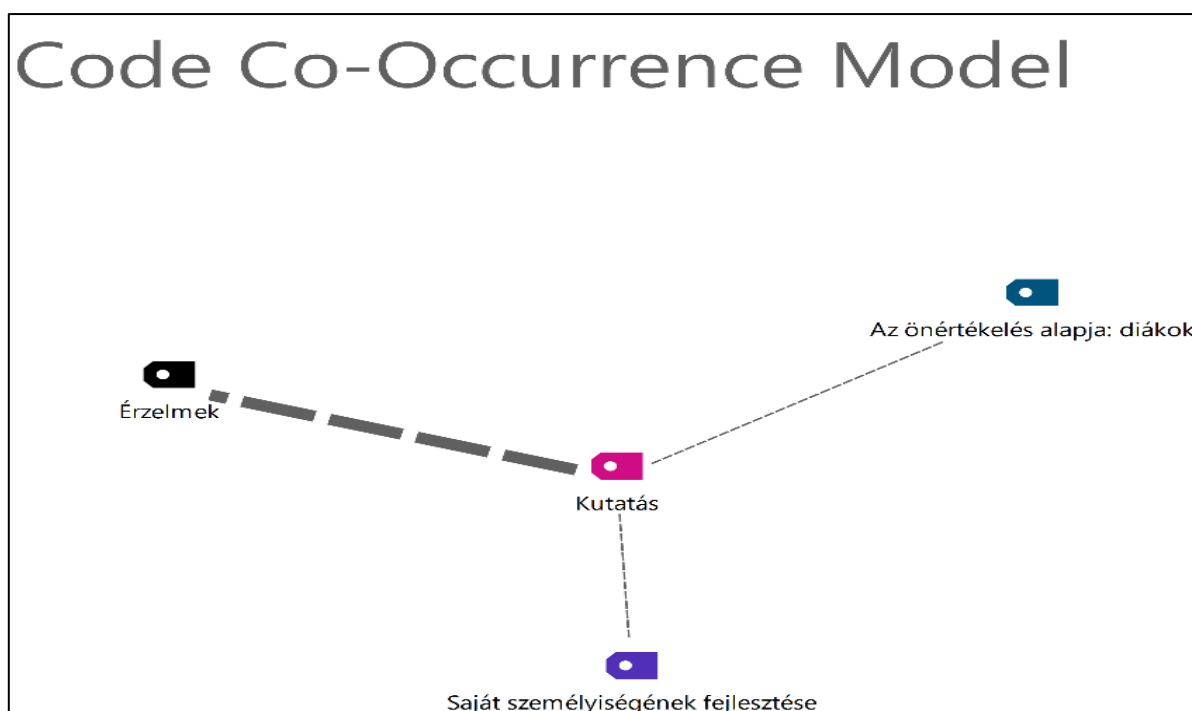 Code Co-Occurrence Model
Az önértékelés alapja: diákok
Érzelmek
Kutatás
Saját személyiségének fejlesztése